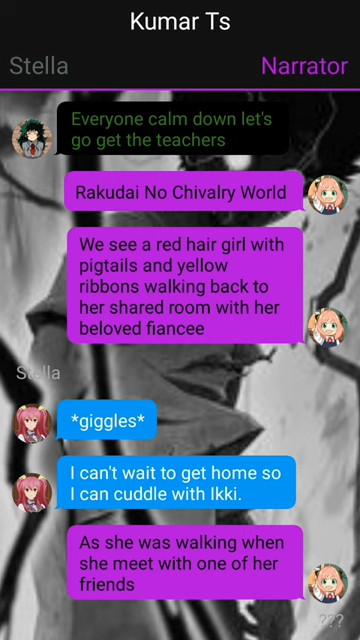 Kumar Ts
Stella
Narrator
Everyone calm down let's
go get the teachers
Rakudai No Chivalry World
We see a red hair girl with
pigtails and yellow
ribbons walking back to
her shared room with her
beloved fiancee
Stella
*giggles*
I can't wait to get home so
I can cuddle with Ikki.
As she was walking when
she meet with one of her
friends
???